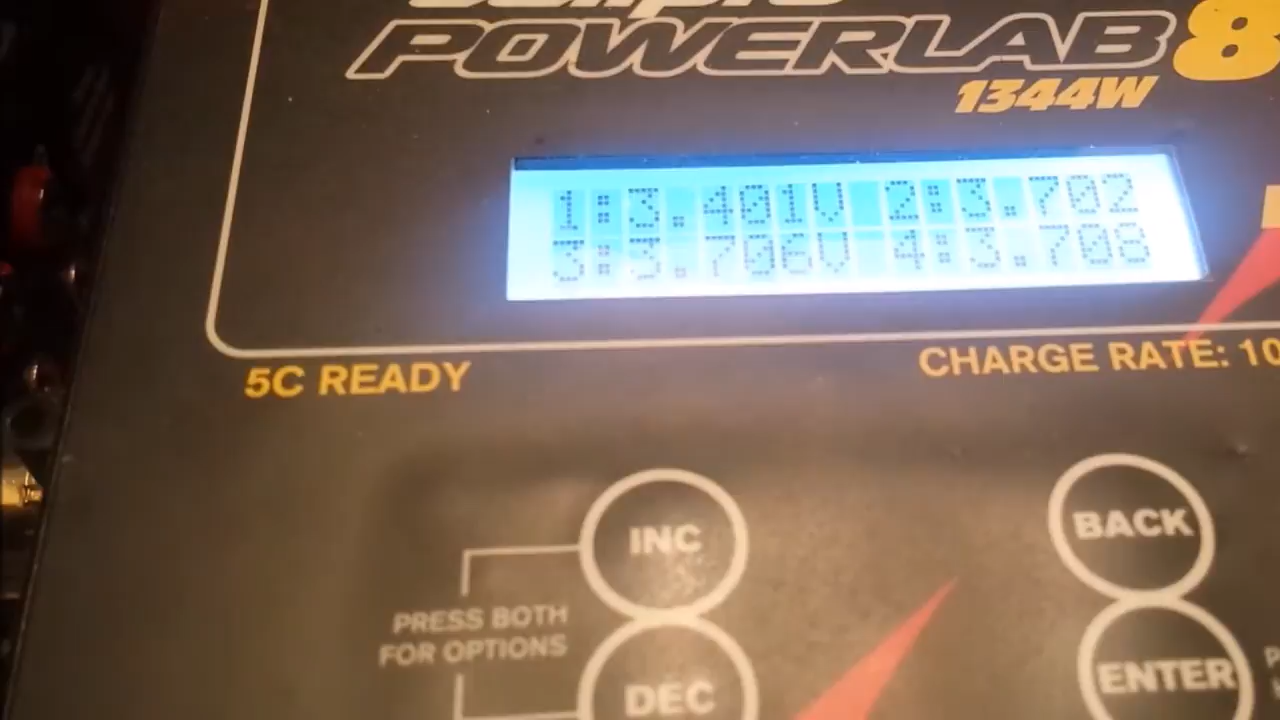 POWERLAB 8
1344W
1:3.401V 2:3.702
3:3.706V 4:3.708
5C READY
CHARGE RATE: 10
INC
BACK
PRESS BOTH
FOR OPTIONS
DEC
ENTER